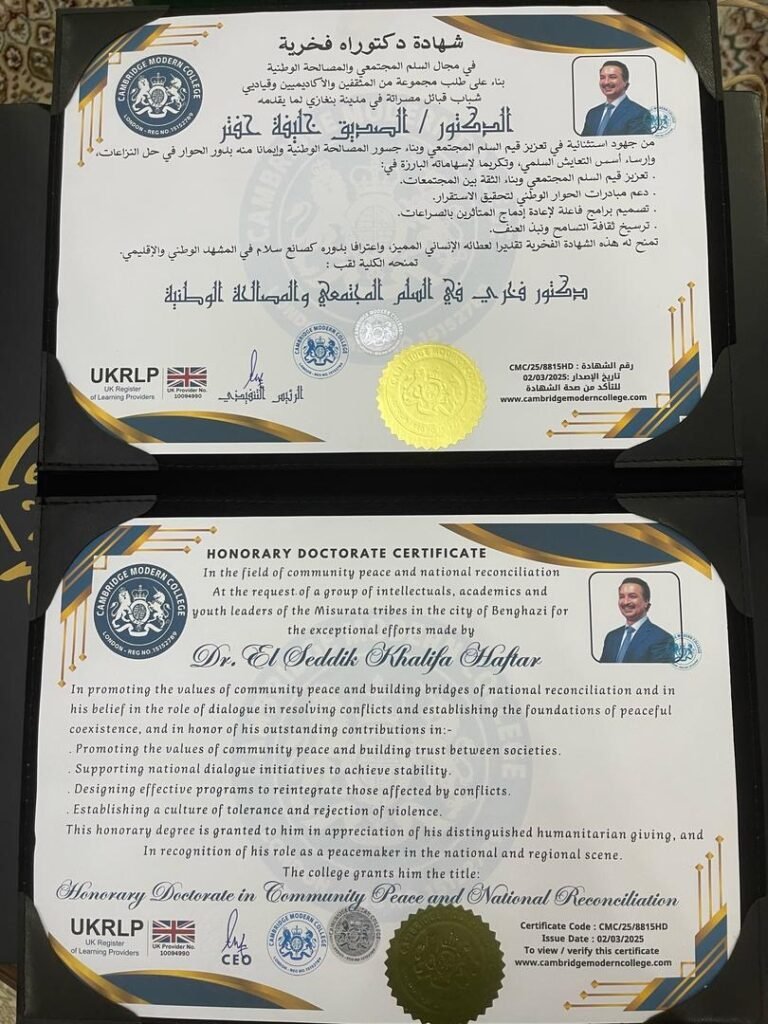 شهادة دكتوراه فخرية
في مجال السلم المجتمعي والمصالحة الوطنية
بناء على طلب مجموعة من المثقفين والأكاديميين وقياديي
شباب قبائل مصراتة في مدينة بنغازي لما يقدمه
الدكتور / الصديق خليفة حفتر
من جهود استثنائية في تعزيز قيم السلم المجتمعي وبناء جسور المصالحة الوطنية وإيمانا منه بدور الحوار في حل النزاعات،
وإرساء أسس التعايش السلمي، وتكريما لإسهاماته البارزة في:
. تعزيز قيم السلم المجتمعي وبناء الثقة بين المجتمعات.
. دعم مبادرات الحوار الوطني لتحقيق الاستقرار.
. تصميم برامج فاعلة لإعادة إدماج المتأثرين بالصراعات.
. ترسيخ ثقافة التسامح ونبذ العنف.
تمنح له هذه الشهادة الفخرية تقديرا لعطائه الإنساني المميز، واعترافا بدوره كصانع سلام في المشهد الوطني والإقليمي.
تمنحه الكلية لقب :
دكتور فخري في السلم المجتمعي والمصالحة الوطنية
CAMBRIDGE MODERN COLLEGE
LONDON - REG NO.15152789
UKRLP
UK Register
of Learning Providers
UK Provider No.
10094990
الرئيس التنفيذي
CAMBRIDGE MODERN COLLEGE
رقم الشهادة : CMC/25/8815HD
تاريخ الإصدار :02/03/2025
للتأكد من صحة الشهادة
www.cambridgemoderncollege.com
CAMBRIDGE MODERN COLLEGE
LONDON - REG NO.15152789
HONORARY DOCTORATE CERTIFICATE
In the field of community peace and national reconciliation
At the request of a group of intellectuals, academics and
youth leaders of the Misurata tribes in the city of Benghazi for
the exceptional efforts made by
Dr. El Seddik Khalifa Haftar
In promoting the values of community peace and building bridges of national reconciliation and in
his belief in the role of dialogue in resolving conflicts and establishing the foundations of peaceful
coexistence, and in honor of his outstanding contributions in:-
. Promoting the values of community peace and building trust between societies.
. Supporting national dialogue initiatives to achieve stability.
. Designing effective programs to reintegrate those affected by conflicts.
. Establishing a culture of tolerance and rejection of violence.
This honorary degree is granted to him in appreciation of his distinguished humanitarian giving, and
In recognition of his role as a peacemaker in the national and regional scene.
The college grants him the title:
Honorary Doctorate in Community Peace and National Reconciliation
UKRLP
UK Register
of Learning Providers
UK Provider No.
10094990
CEO
CAMBRIDGE MODERN COLLEGE
Certificate Code : CMC/25/8815HD
Issue Date : 02/03/2025
To view / verify this certificate
www.cambridgemoderncollege.com